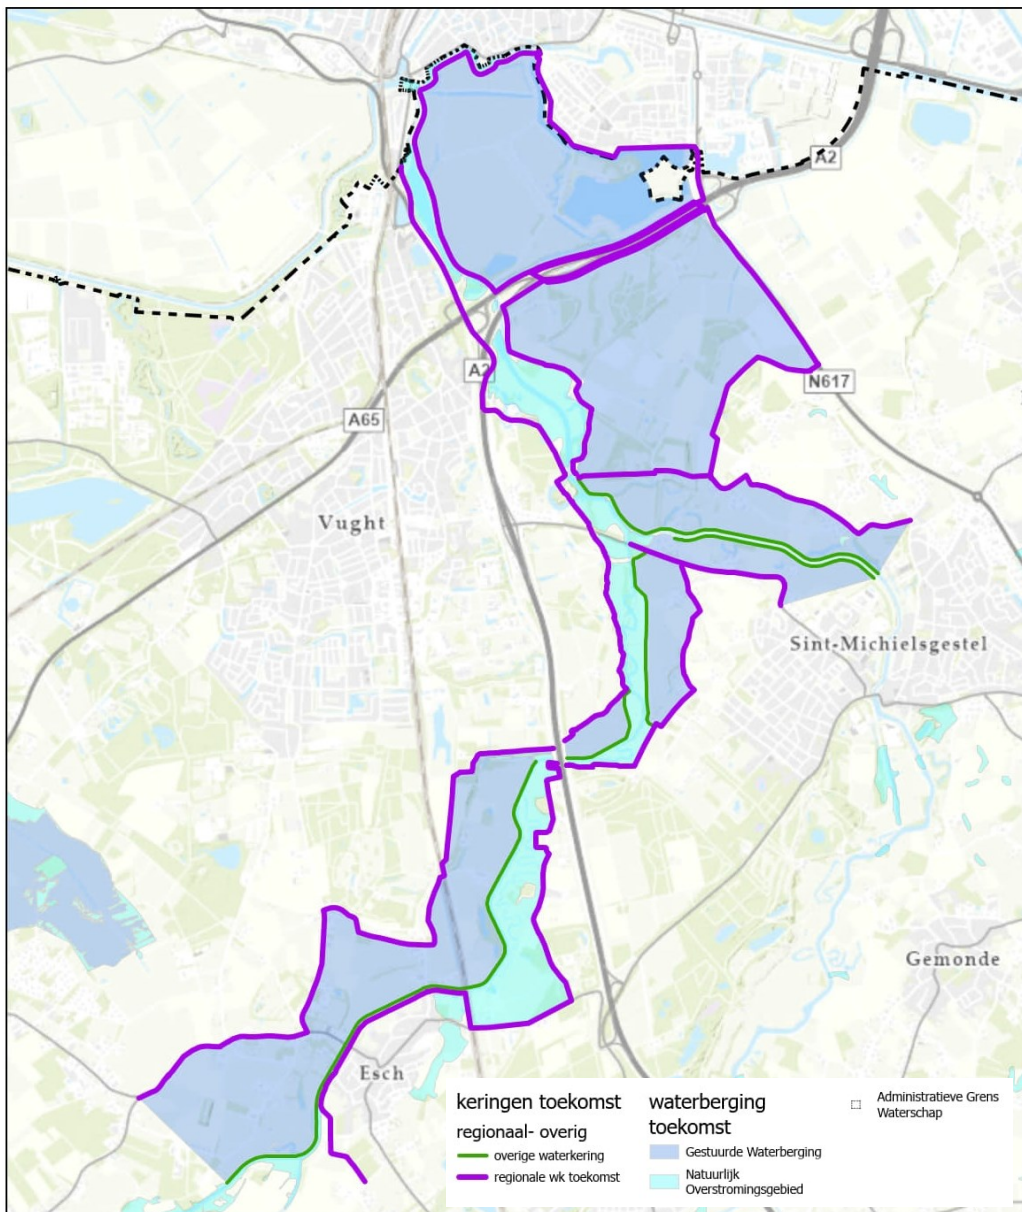 A2
N617
A2
A65
Vught
Sint-Michielsgestel
Gemonde
Esch
keringen toekomst
regionaal- overig
overige waterkering
regionale wk toekomst
waterberging
toekomst
Gestuurde Waterberging
Natuurlijk
Overstromingsgebied
Administratieve Grens
Waterschap